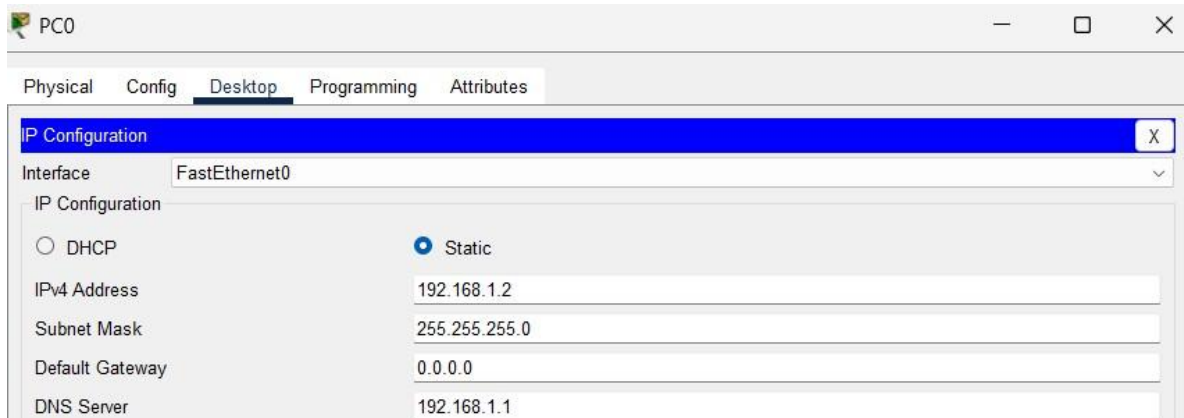 PC0
Physical Config Desktop Programming Attributes
IP Configuration X
Interface FastEthernet0
IP Configuration
DHCP Static
IPv4 Address 192.168.1.2
Subnet Mask 255.255.255.0
Default Gateway 0.0.0.0
DNS Server 192.168.1.1